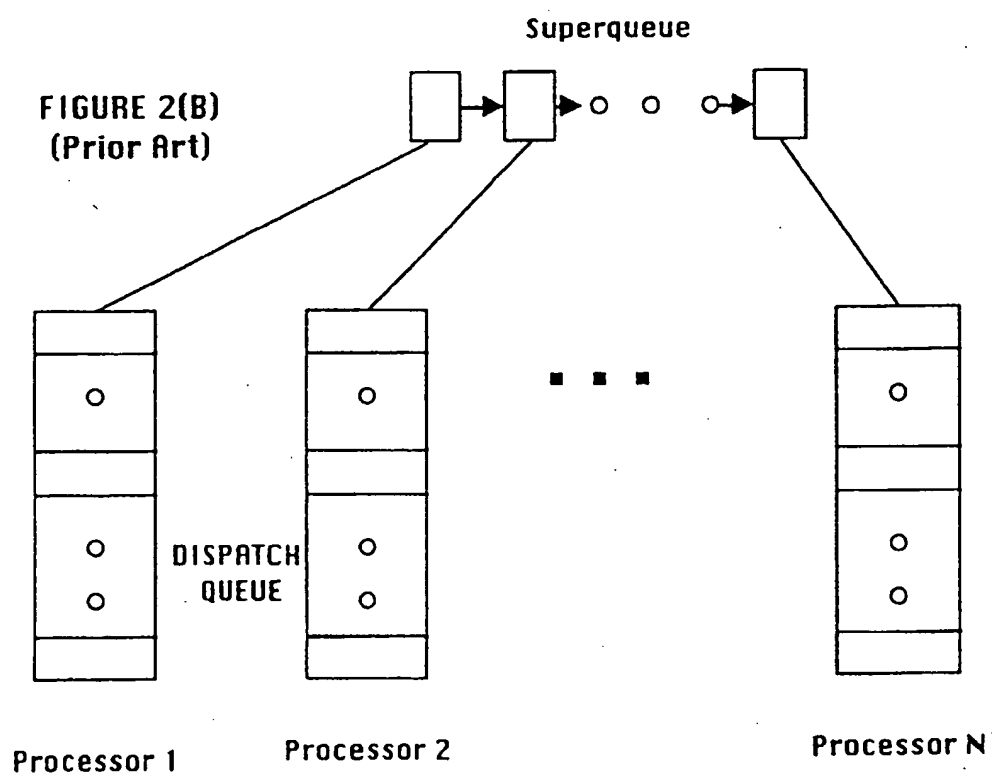 Superqueue
FIGURE 2(B)
(Prior Art)
DISPATCH
QUEUE
Processor 1
Processor 2
Processor N